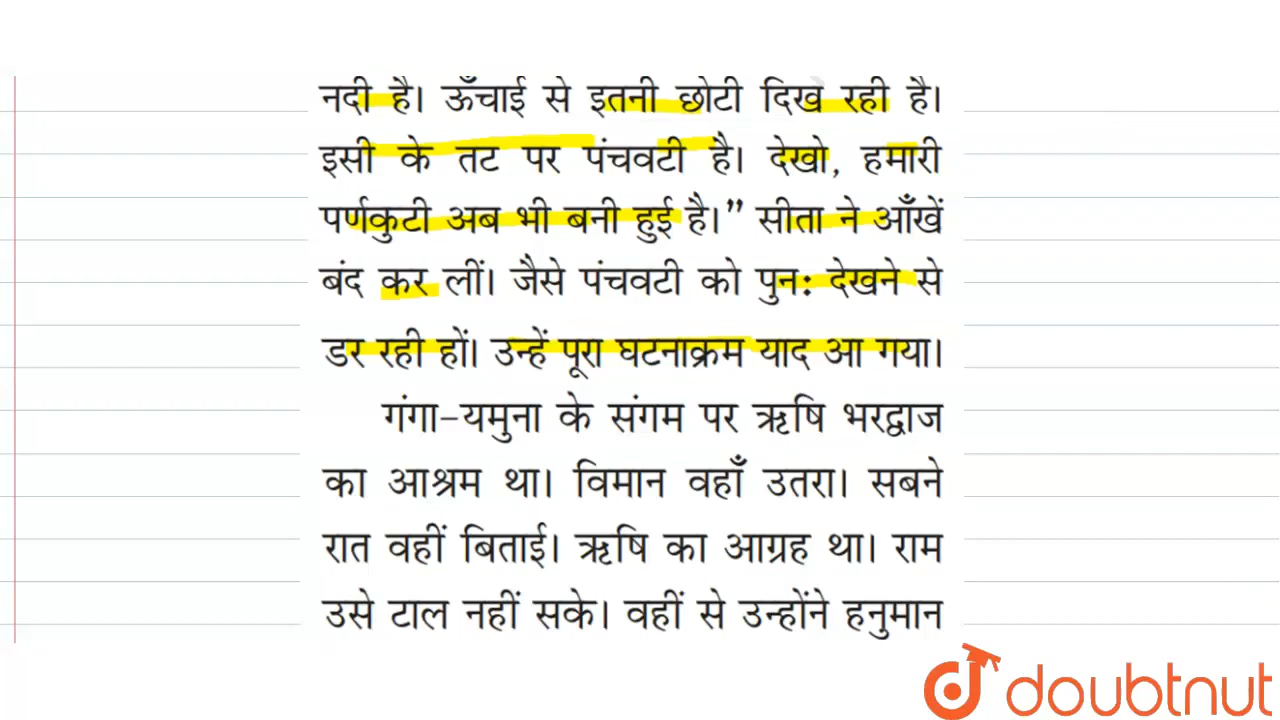 नदी है। ऊँचाई से इतनी छोटी दिख रही है।
इसी के तट पर पंचवटी है। देखो, हमारी
पर्णकुटी अब भी बनी हुई है।” सीता ने आँखें
बंद कर लीं। जैसे पंचवटी को पुनः देखने से
डर रही हों। उन्हें पूरा घटनाक्रम याद आ गया।
गंगा-यमुना के संगम पर ऋषि भरद्वाज
का आश्रम था। विमान वहाँ उतरा। सबने
रात वहीं बिताई। ऋषि का आग्रह था। राम
उसे टाल नहीं सके। वहीं से उन्होंने हनुमान
doubtnut